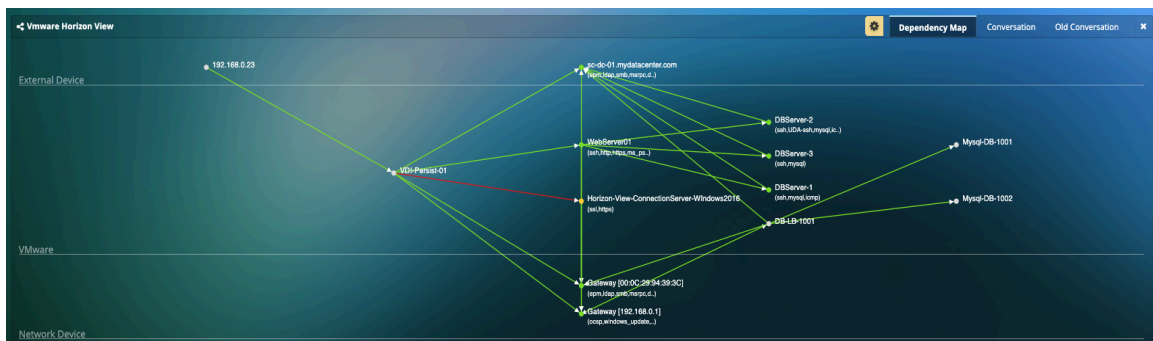 Vmware Horizon View
Dependency Map
Conversation
Old Conversation
192.168.0.23
sc-dc-01.mydatacenter.com
(epm,ldap,smb,msrpc,d..)
External Device
DBServer-2
(ssh,UDA-ssh,mysql,ic..)
WebServer01
(ssh,http,https,ms_ps..)
Mysql-DB-1001
DBServer-3
(ssh,mysql)
VDI-Persist-01
DBServer-1
(ssh,mysql,icmp)
Horizon-View-ConnectionServer-WIndows2016
(ssl,https)
Mysql-DB-1002
DB-LB-1001
VMware
Gateway [00:0C:29:94:39:3C]
(epm,ldap,smb,msrpc,d..)
Gateway [192.168.0.1]
(ocsp,windows_update,..)
Network Device